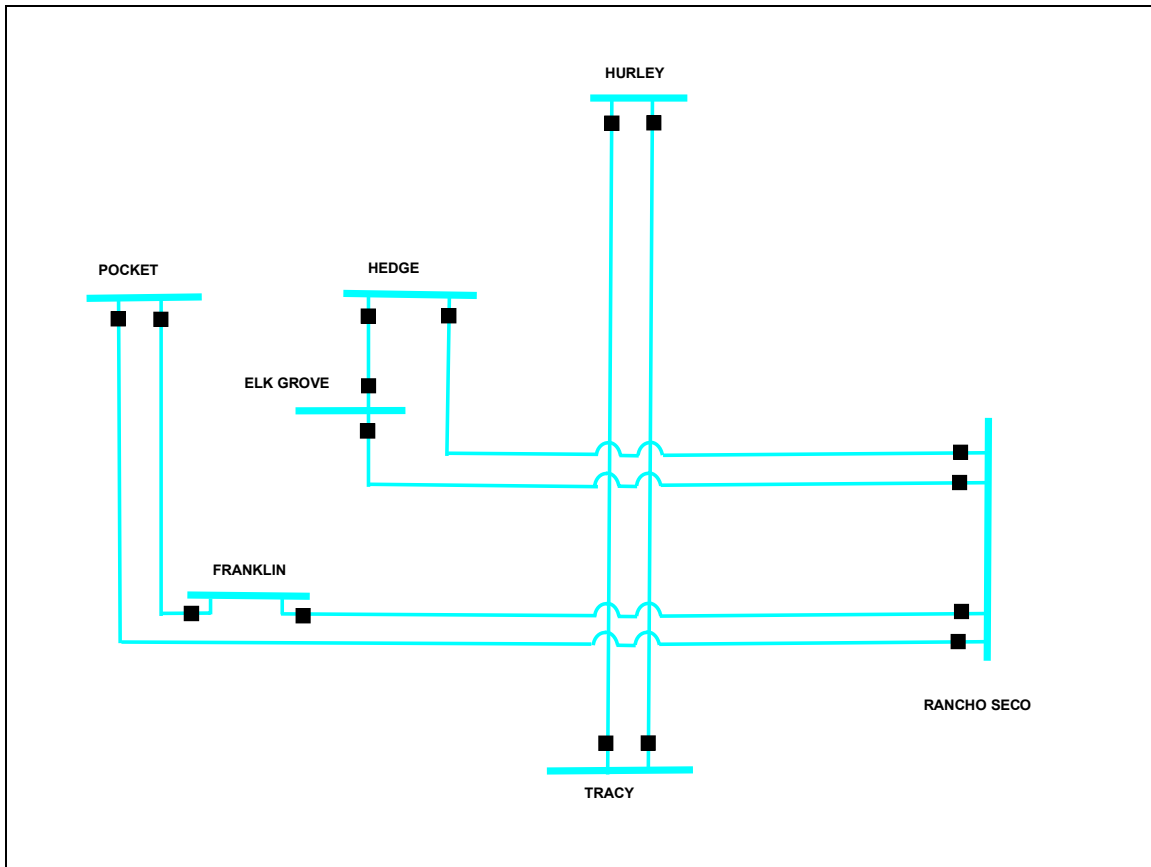 HURLEY
POCKET
HEDGE
ELK GROVE
FRANKLIN
RANCHO SECO
TRACY